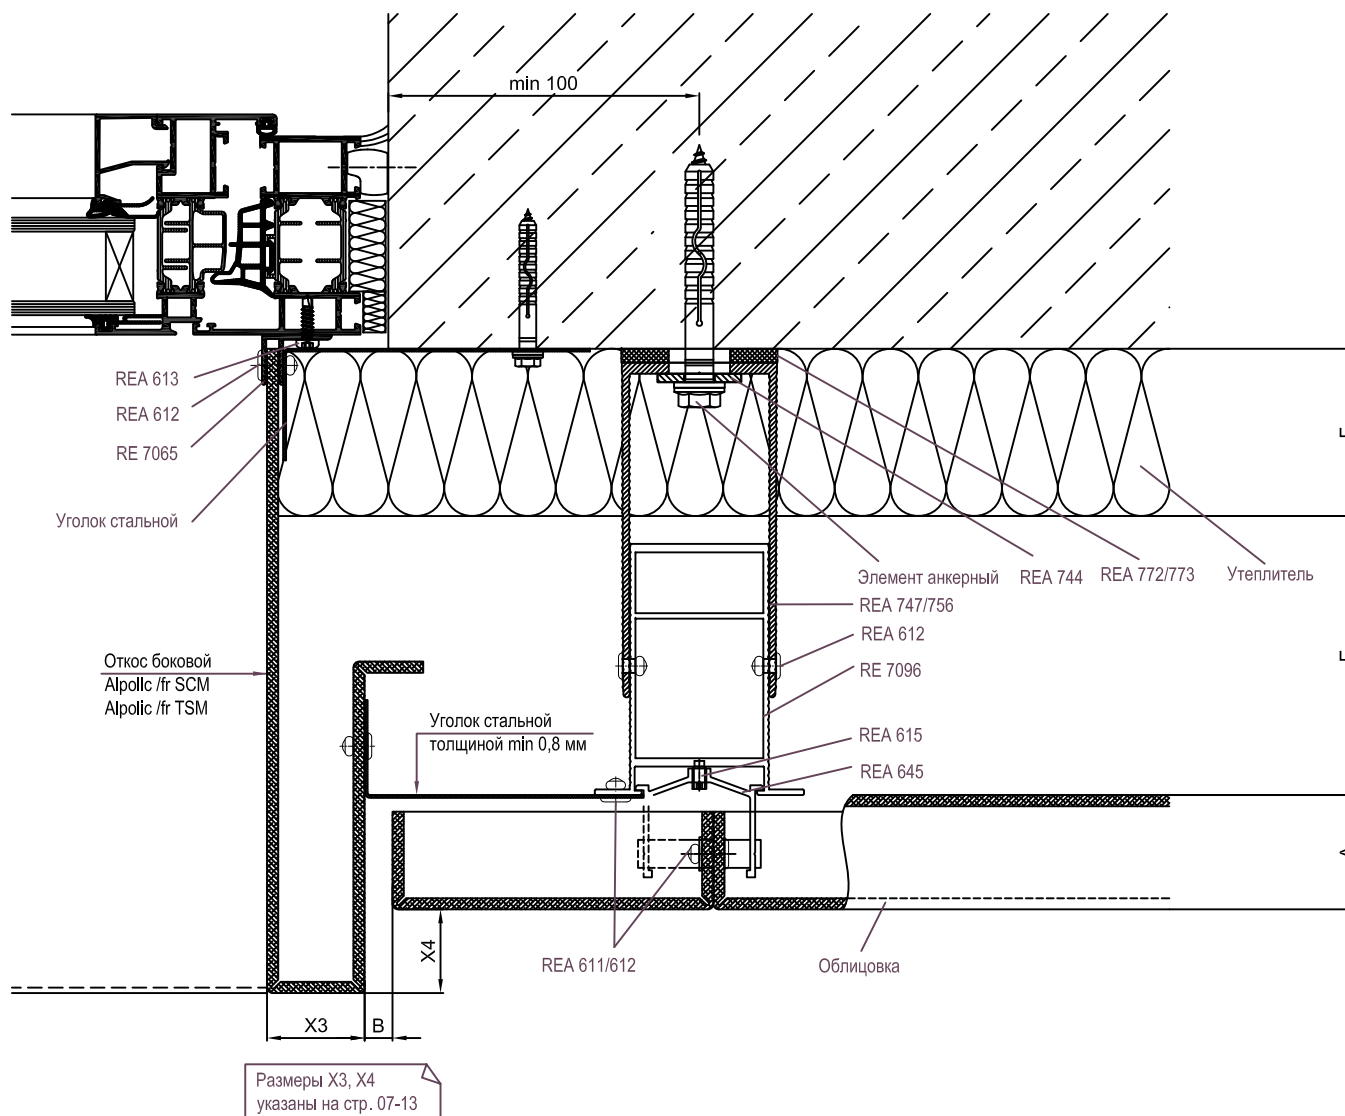 min 100
REA 613
REA 612
RE 7065
Уголок стальной
Элемент анкерный
REA 744
REA 772/773
Утеплитель
REA 747/756
REA 612
RE 7096
Откос боковой
Alpolic /fr SCM
Alpolic /fr TSM
Уголок стальной
толщиной min 0,8 мм
REA 615
REA 645
X4
REA 611/612
Облицовка
X3
B
Размеры X3, X4
указаны на стр. 07-13